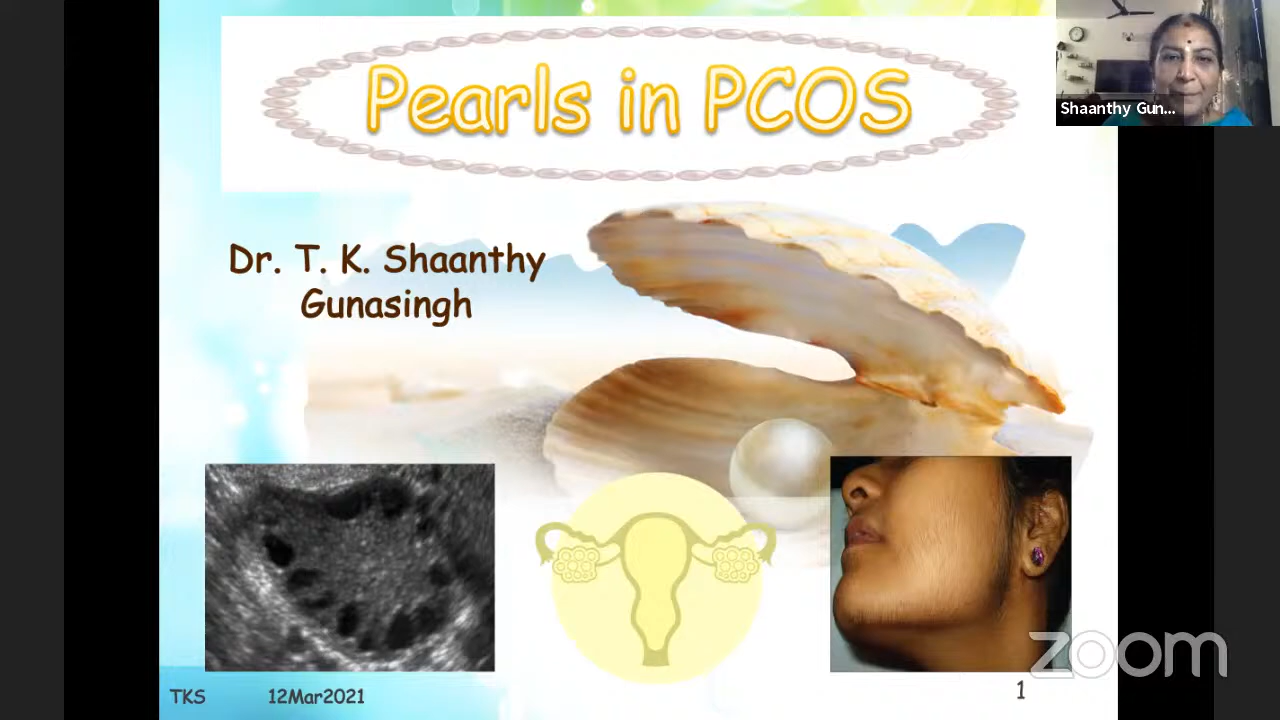 Pearls in PCOS
Shaanthy Gun...
Dr. T. K. Shaanthy
Gunasingh
zoom
TKS
12Mar2021
1